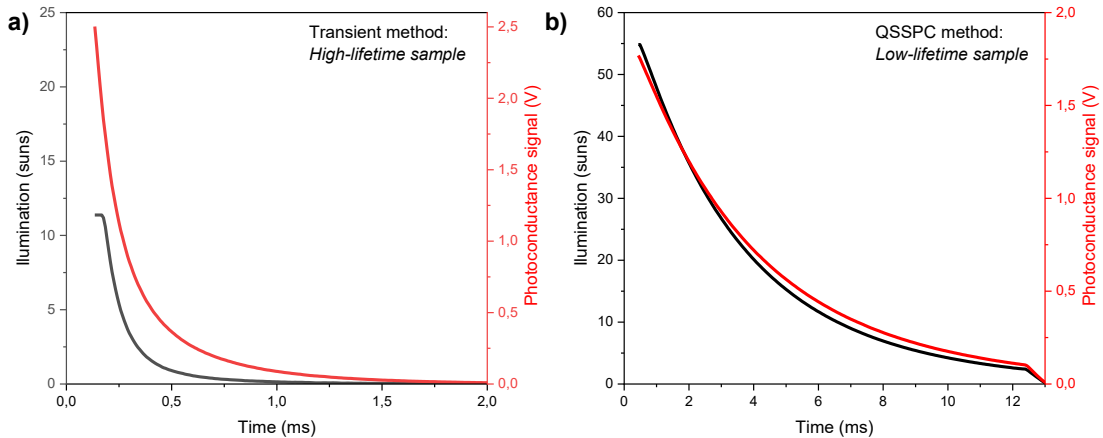 a)
Transient method:
High-lifetime sample
25
20
15
10
5
0
Ilumination (suns)
2,5
2,0
1,5
1,0
0,5
0,0
Photoconductance signal (V)
0,0 0,5 1,0 1,5 2,0
Time (ms)
b)
QSSPC method:
Low-lifetime sample
60
50
40
30
20
10
0
Ilumination (suns)
2,0
1,5
1,0
0,5
0,0
Photoconductance signal (V)
0 2 4 6 8 10 12
Time (ms)